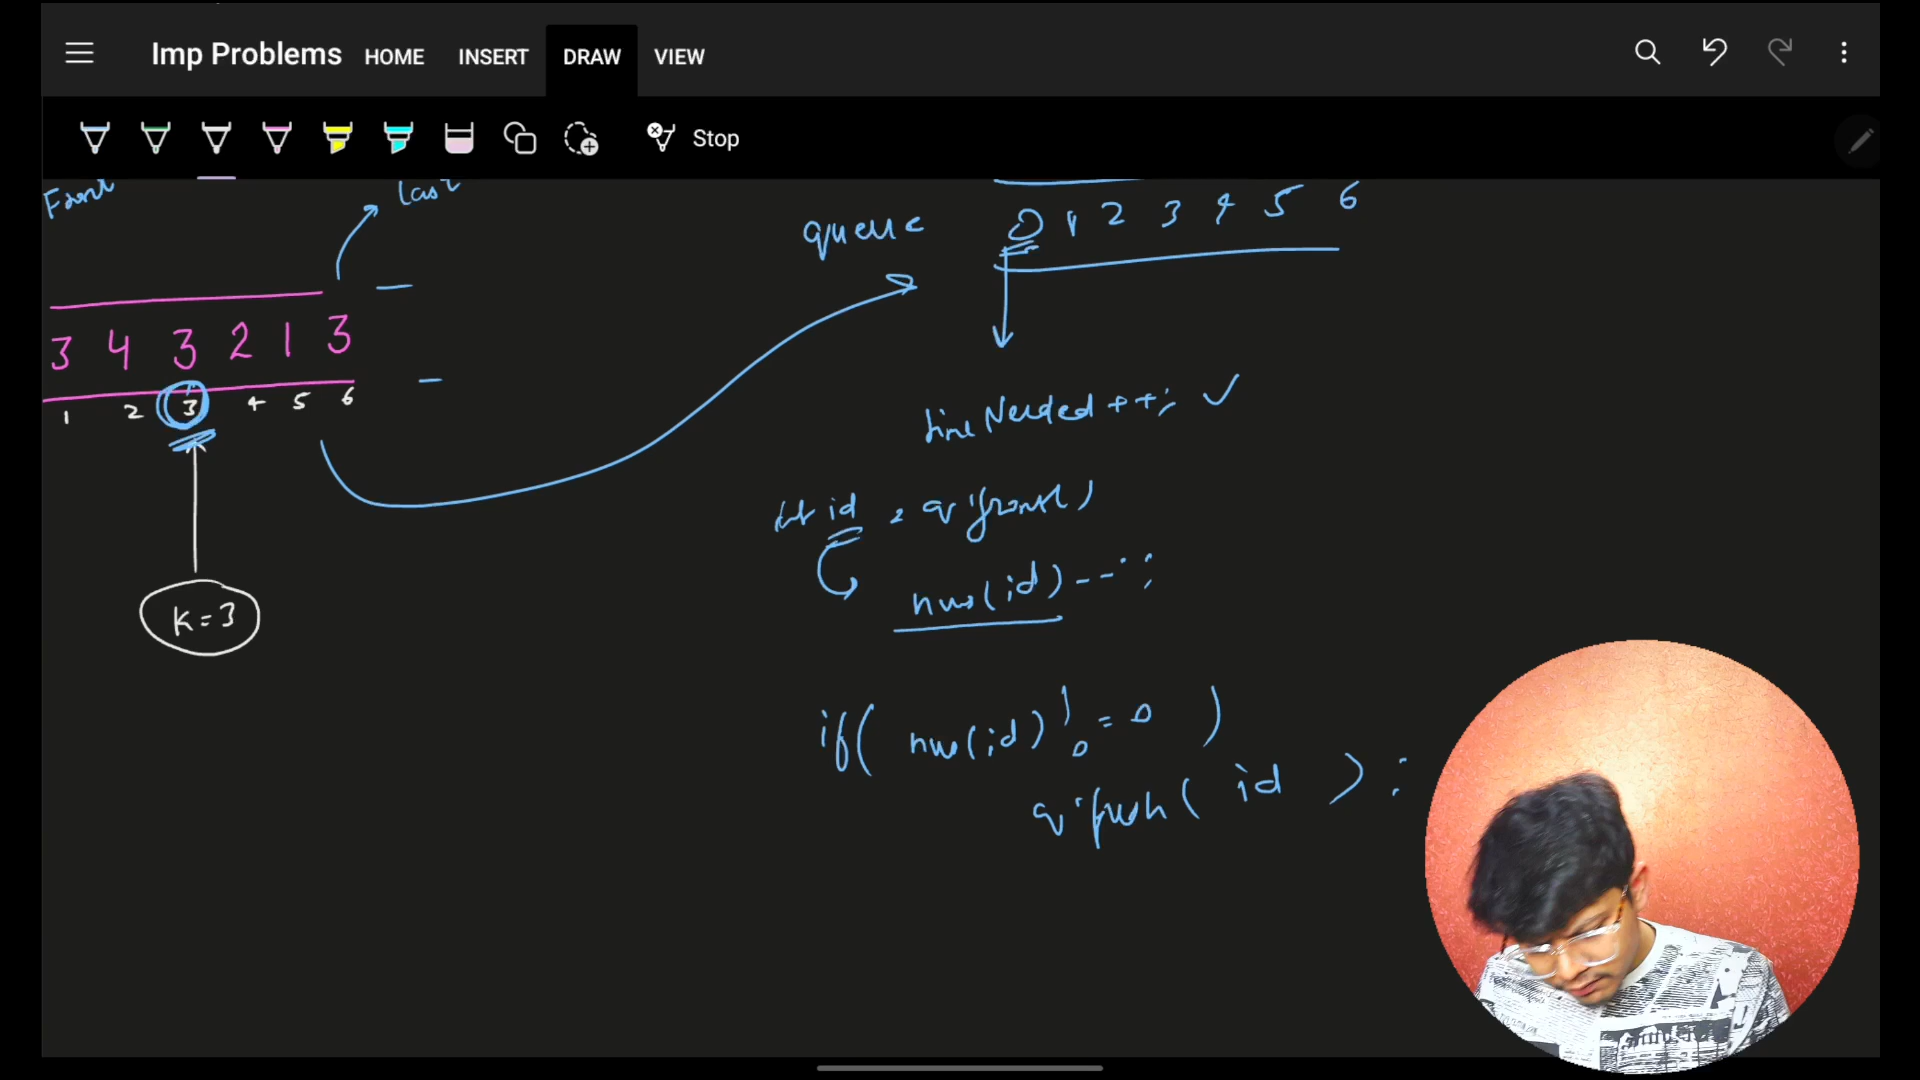 Imp Problems HOME INSERT DRAW VIEW
Stop
Front
Last
queue 0 1 2 3 4 5 6
3 4 3 2 1 3
1 2 3 4 5 6
timeNeeded++; ✓
int id = q.front()
nums(id)--;
K=3
if( nums(id) != 0 )
q.push( id );